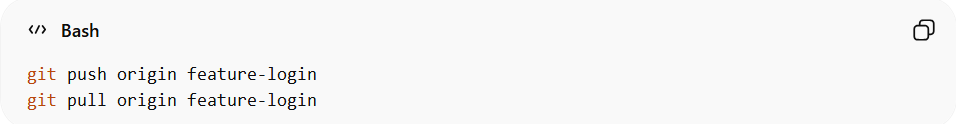 Bash
git push origin feature-login
git pull origin feature-login